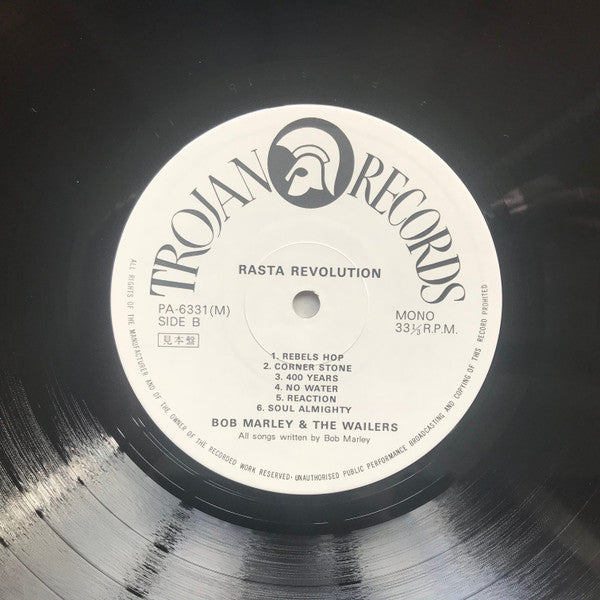 TROJAN RECORDS
RASTA REVOLUTION
PA-6331(M)
SIDE B
見本盤
MONO
33⅓ R.P.M.
1. REBELS HOP
2. CORNER STONE
3. 400 YEARS
4. NO WATER
5. REACTION
6. SOUL ALMIGHTY
BOB MARLEY & THE WAILERS
All songs written by Bob Marley
ALL RIGHTS OF THE MANUFACTURER AND OF THE OWNER OF THE RECORDED WORK RESERVED·UNAUTHORISED PUBLIC PERFORMANCE BROADCASTING AND COPYING OF THIS RECORD PROHIBITED